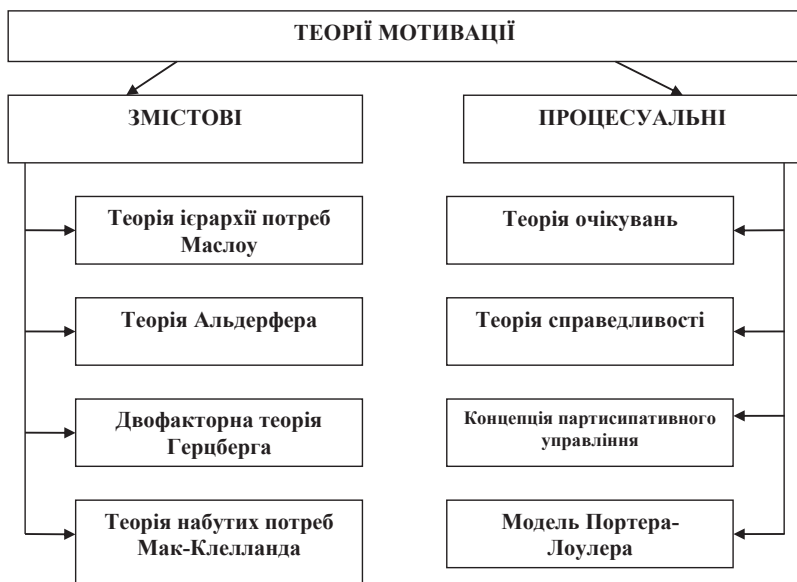 ТЕОРІЇ МОТИВАЦІЇ
ЗМІСТОВІ
ПРОЦЕСУАЛЬНІ
Теорія ієрархії потреб
Маслоу
Теорія очікувань
Теорія Альдерфера
Теорія справедливості
Двофакторна теорія
Герцберга
Концепція партисипативного
управління
Теорія набутих потреб
Мак-Клелланда
Модель Портера-
Лоулера